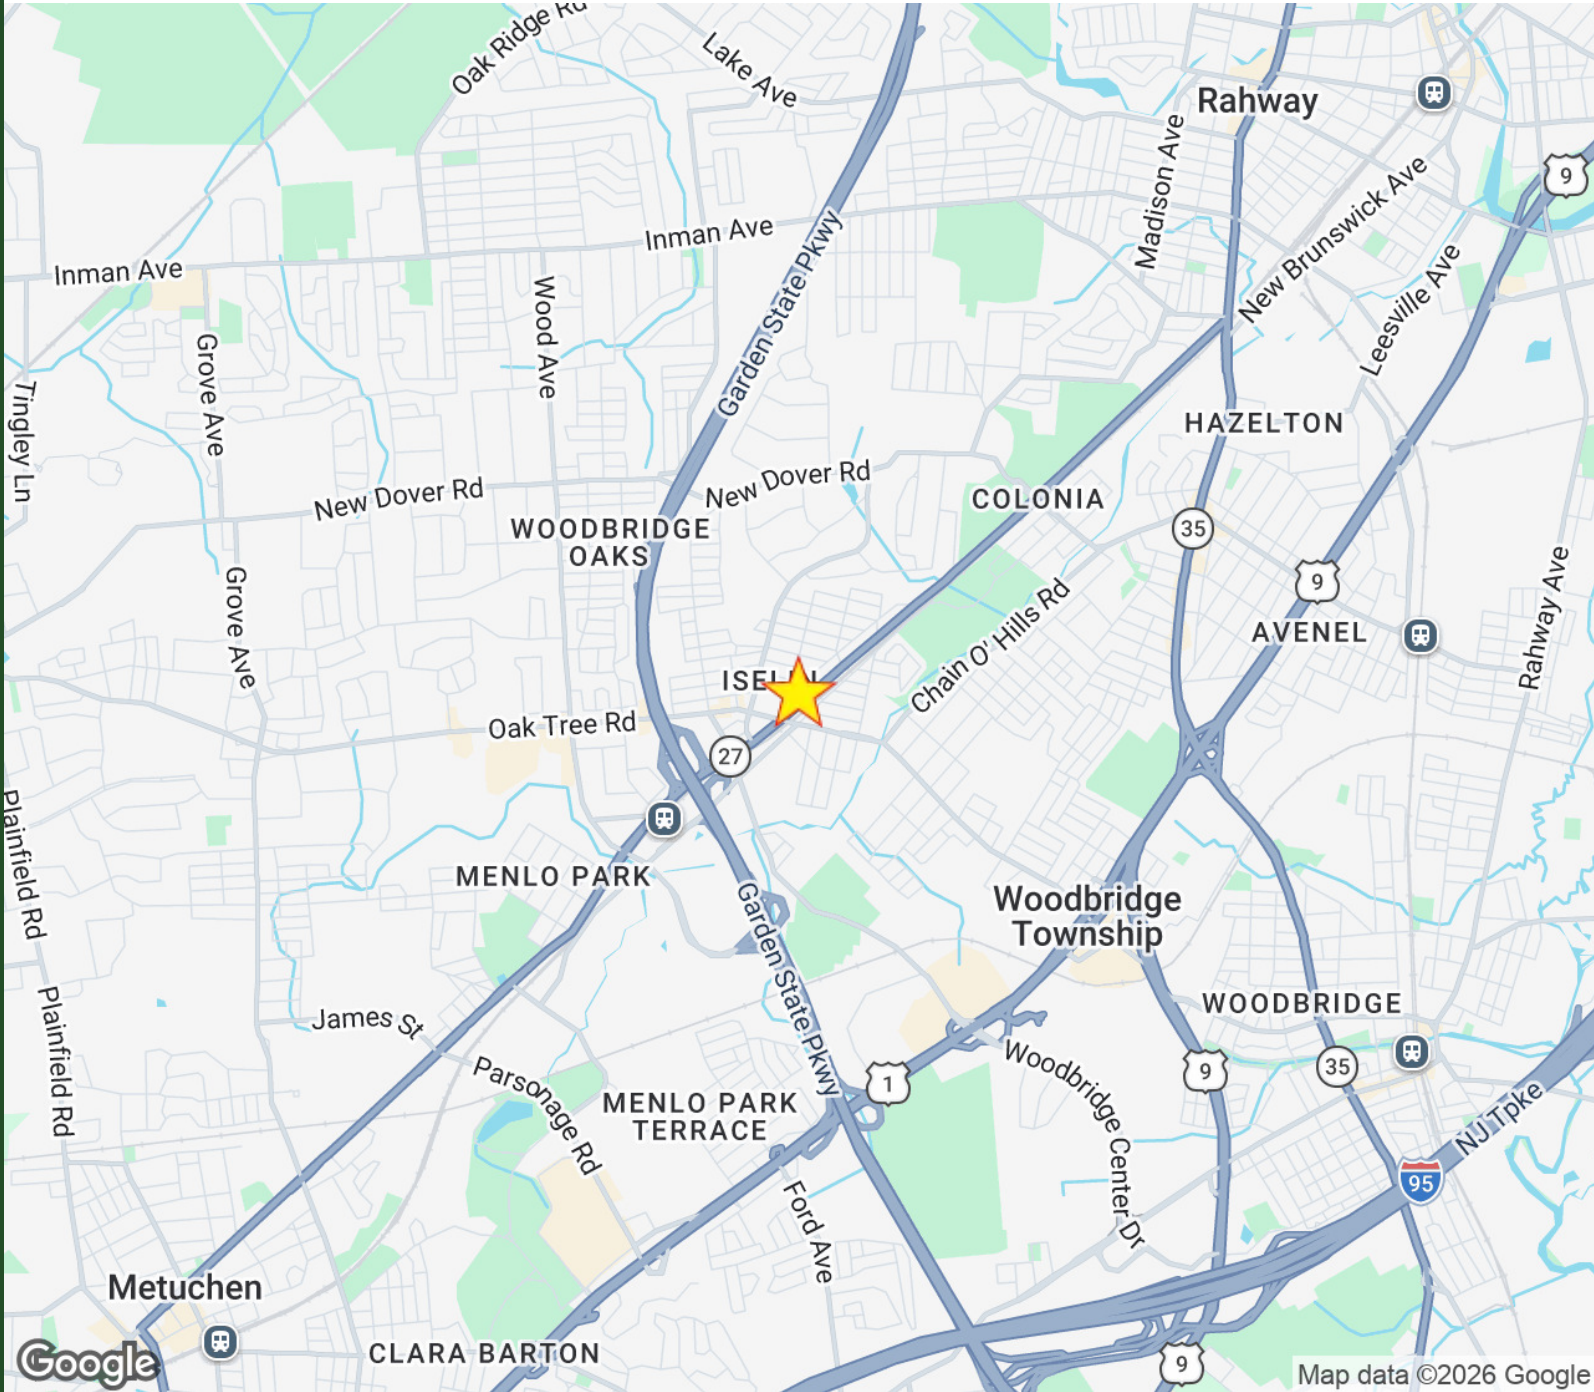 Oak Ridge Rd
Lake Ave
Rahway
Madison Ave
9
New Brunswick Ave
Inman Ave
Inman Ave
Garden State Pkwy
Leesville Ave
Wood Ave
Grove Ave
Tingley Ln
HAZELTON
New Dover Rd
New Dover Rd
COLONIA
WOODBRIDGE
OAKS
35
9
Grove Ave
Chain O' Hills Rd
AVENEL
Rahway Ave
Oak Tree Rd
27
Plainfield Rd
MENLO PARK
Woodbridge
Township
Garden State Pkwy
James St
Plainfield Rd
WOODBRIDGE
Parsonage Rd
1
Woodbridge Center Dr
9
35
MENLO PARK
TERRACE
NJ Tpke
95
Ford Ave
Metuchen
CLARA BARTON
9
Google
Map data ©2026 Google